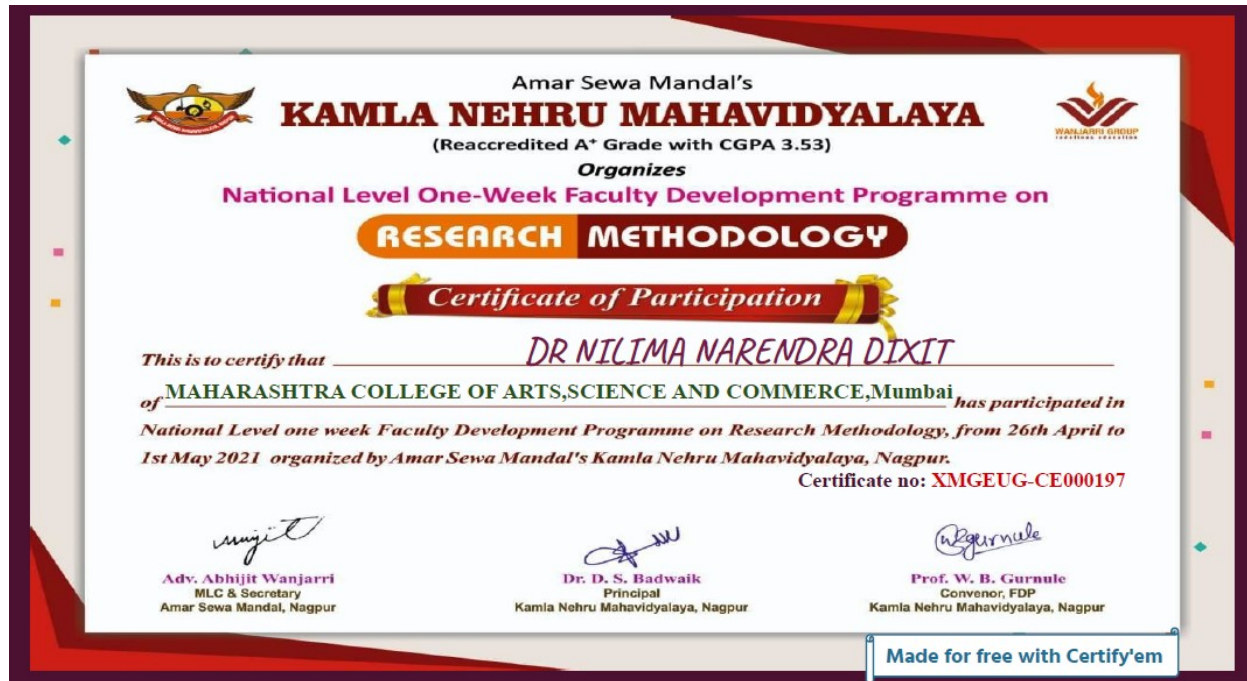 Amar Sewa Mandal's
KAMLA NEHRU MAHAVIDYALAYA
(Reaccredited A⁺ Grade with CGPA 3.53)
WANJARRI GROUP
redefines education
Organizes
National Level One-Week Faculty Development Programme on
RESEARCH METHODOLOGY
Certificate of Participation
This is to certify that DR NILIMA NARENDRA DIXIT
of MAHARASHTRA COLLEGE OF ARTS,SCIENCE AND COMMERCE,Mumbai has participated in
National Level one week Faculty Development Programme on Research Methodology, from 26th April to
1st May 2021 organized by Amar Sewa Mandal's Kamla Nehru Mahavidyalaya, Nagpur.
Certificate no: XMGEUG-CE000197
Adv. Abhijit Wanjarri
MLC & Secretary
Amar Sewa Mandal, Nagpur
Dr. D. S. Badwaik
Principal
Kamla Nehru Mahavidyalaya, Nagpur
Prof. W. B. Gurnule
Convenor, FDP
Kamla Nehru Mahavidyalaya, Nagpur
Made for free with Certify'em